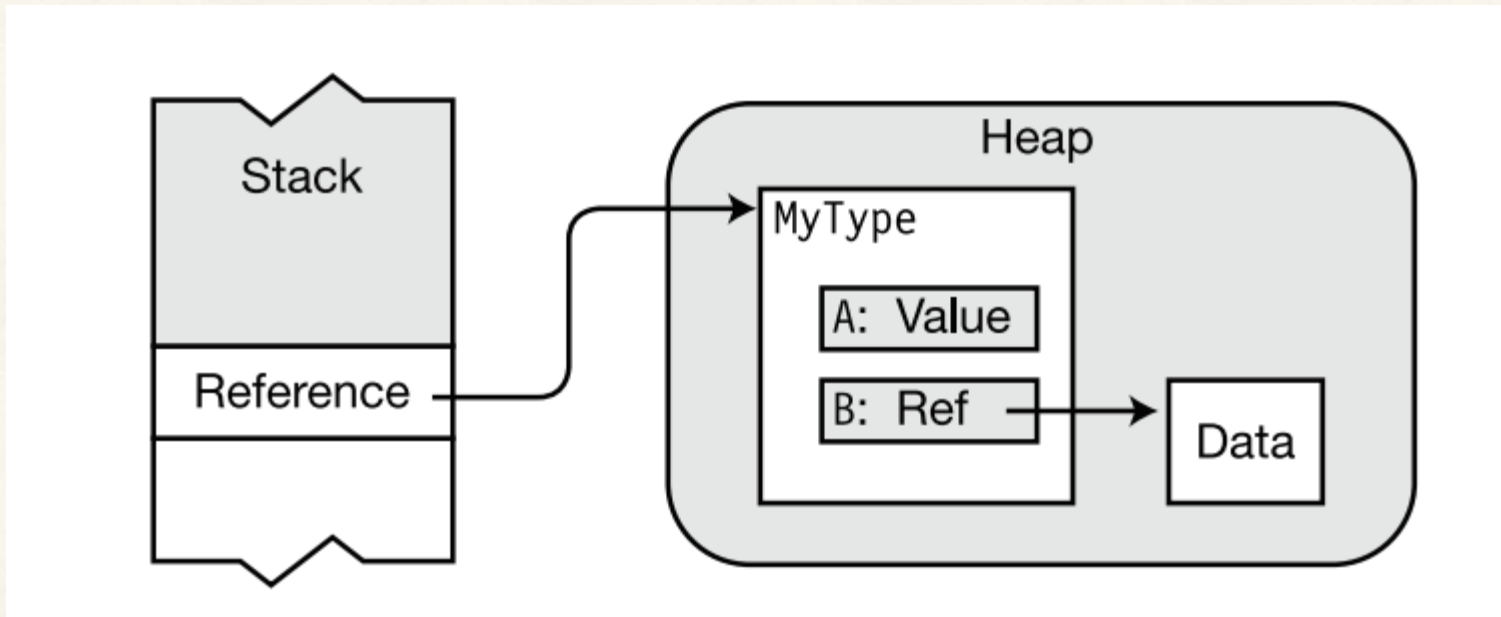 Stack
Heap
MyType
A: Value
Reference
B: Ref
Data